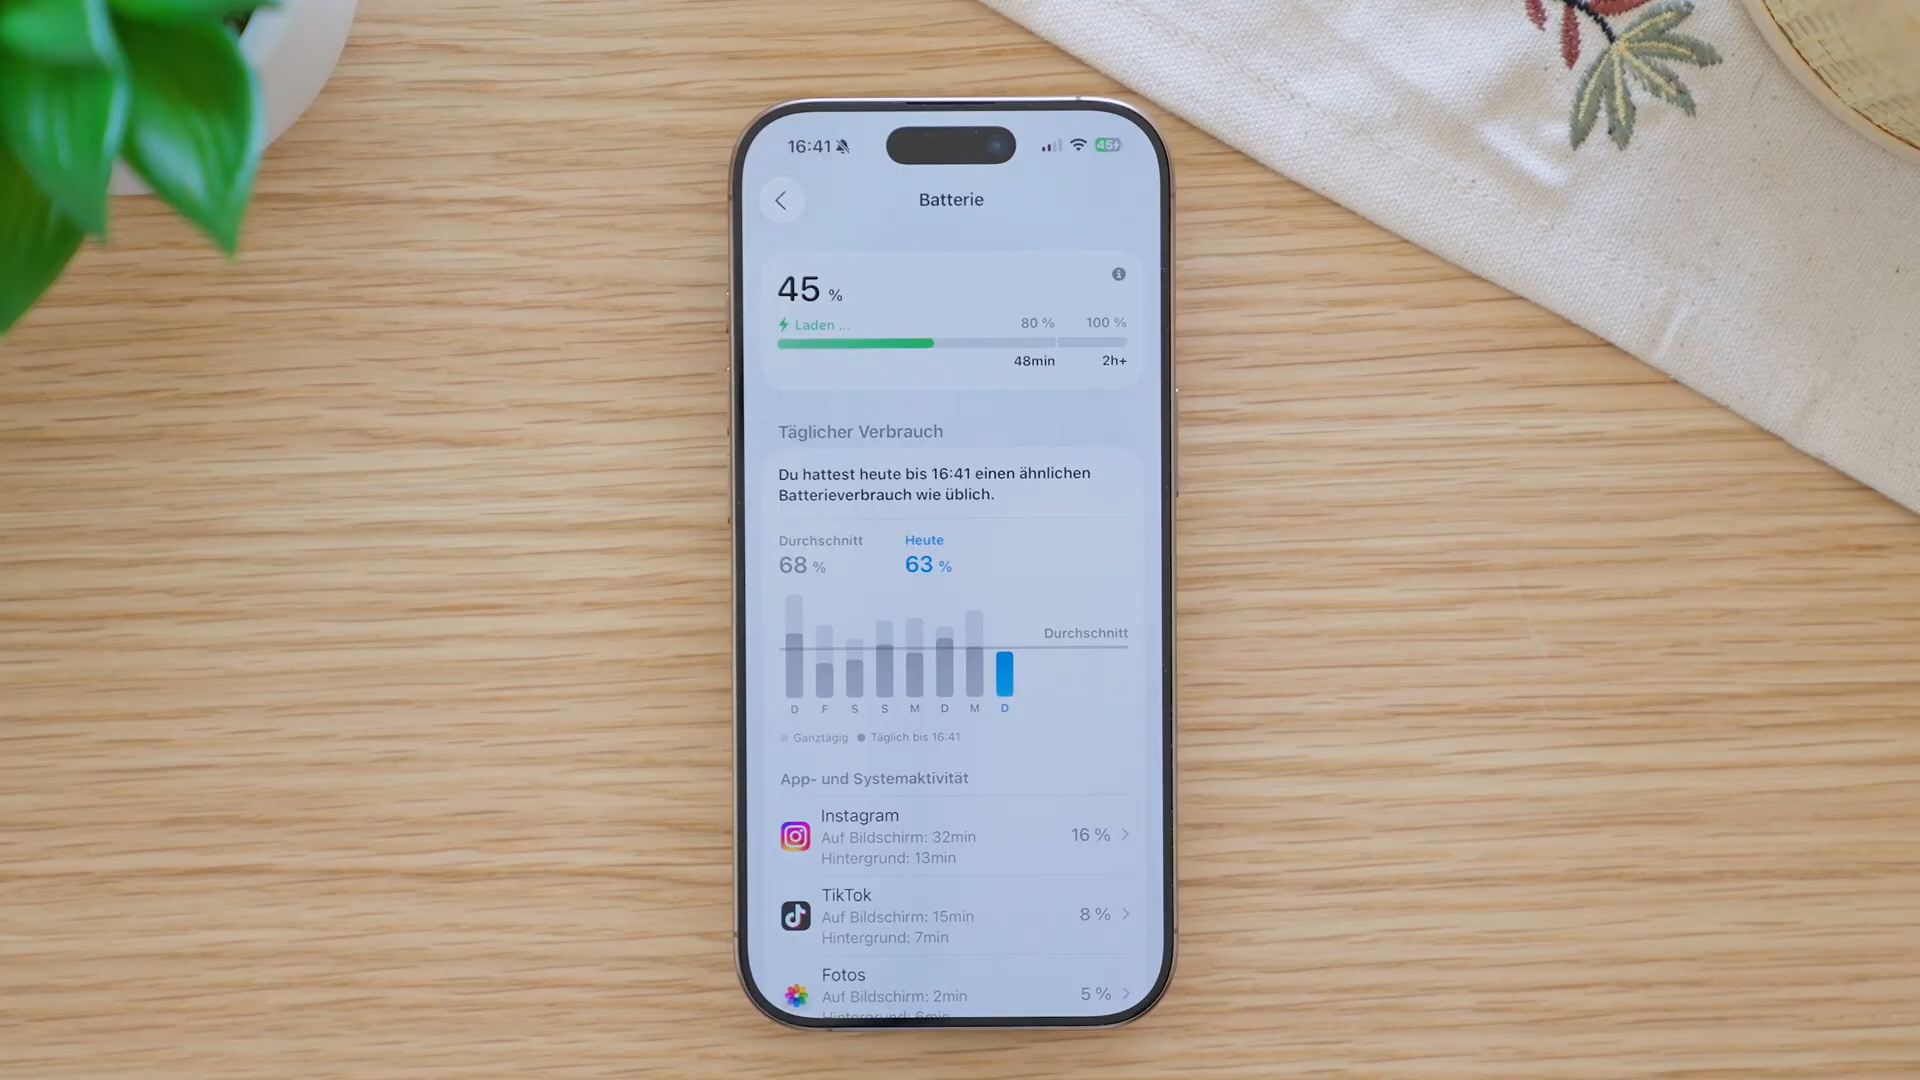 16:41
45
Batterie
45 %
Laden ...
80 %
100 %
48min
2h+
Täglicher Verbrauch
Du hattest heute bis 16:41 einen ähnlichen
Batterieverbrauch wie üblich.
Durchschnitt
Heute
68 %
63 %
Durchschnitt
D F S S M D M D
Ganztägig
Täglich bis 16:41
App- und Systemaktivität
Instagram
Auf Bildschirm: 32min
Hintergrund: 13min
16 %
TikTok
Auf Bildschirm: 15min
Hintergrund: 7min
8 %
Fotos
Auf Bildschirm: 2min
Hintergrund: 6min
5 %